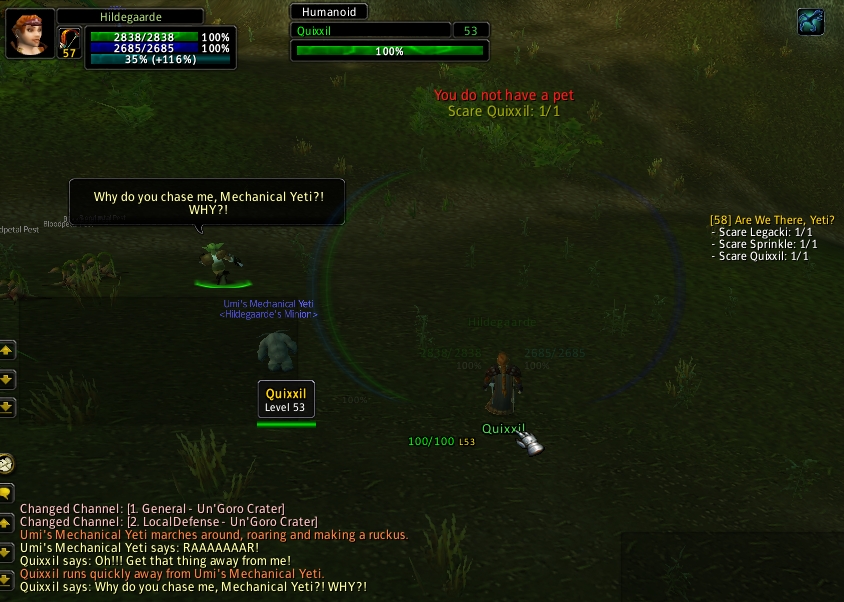 Hildegaarde
57
2838/2838 100%
2685/2685 100%
35% (+116%)
Humanoid
Quixxil 53
100%
You do not have a pet
Scare Quixxil: 1/1
Why do you chase me, Mechanical Yeti?!
WHY?!
[58] Are We There, Yeti?
- Scare Legacki: 1/1
- Scare Sprinkle: 1/1
- Scare Quixxil: 1/1
Umi's Mechanical Yeti
<Hildegaarde's Minion>
Hildegaarde
100% 100%
100%
Quixxil
Level 53
Quixxil
100/100 L53
Changed Channel: [1. General - Un'Goro Crater]
Changed Channel: [2. LocalDefense - Un'Goro Crater]
Umi's Mechanical Yeti marches around, roaring and making a ruckus.
Umi's Mechanical Yeti says: RAAAAAAAR!
Quixxil says: Oh!!! Get that thing away from me!
Quixxil runs quickly away from Umi's Mechanical Yeti.
Quixxil says: Why do you chase me, Mechanical Yeti?! WHY?!